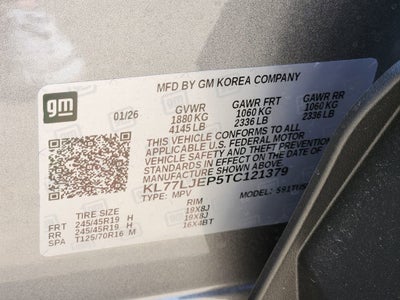 MFD BY GM KOREA COMPANY
gm
01/26
GVWR GAWR FRT GAWR RR
1880 KG 1060 KG 1060 KG
4145 LB 2336 LB 2336 LB
THIS VEHICLE CONFORMS TO ALL
APPLICABLE U.S. FEDERAL MOTOR
VEHICLE SAFETY, BUMPER, AND
THEFT PREVENTION STANDARDS IN
EFFECT ON THE DATE OF
MANUFACTURE SHOWN ABOVE.
KL77LJEP5TC121379
TYPE: MPV MODEL:
TIRE SIZE RIM
FRT 245/45R19 H 19X8J
RR 245/45R19 H 19X8J
SPA T125/70R16 M 16X4BT